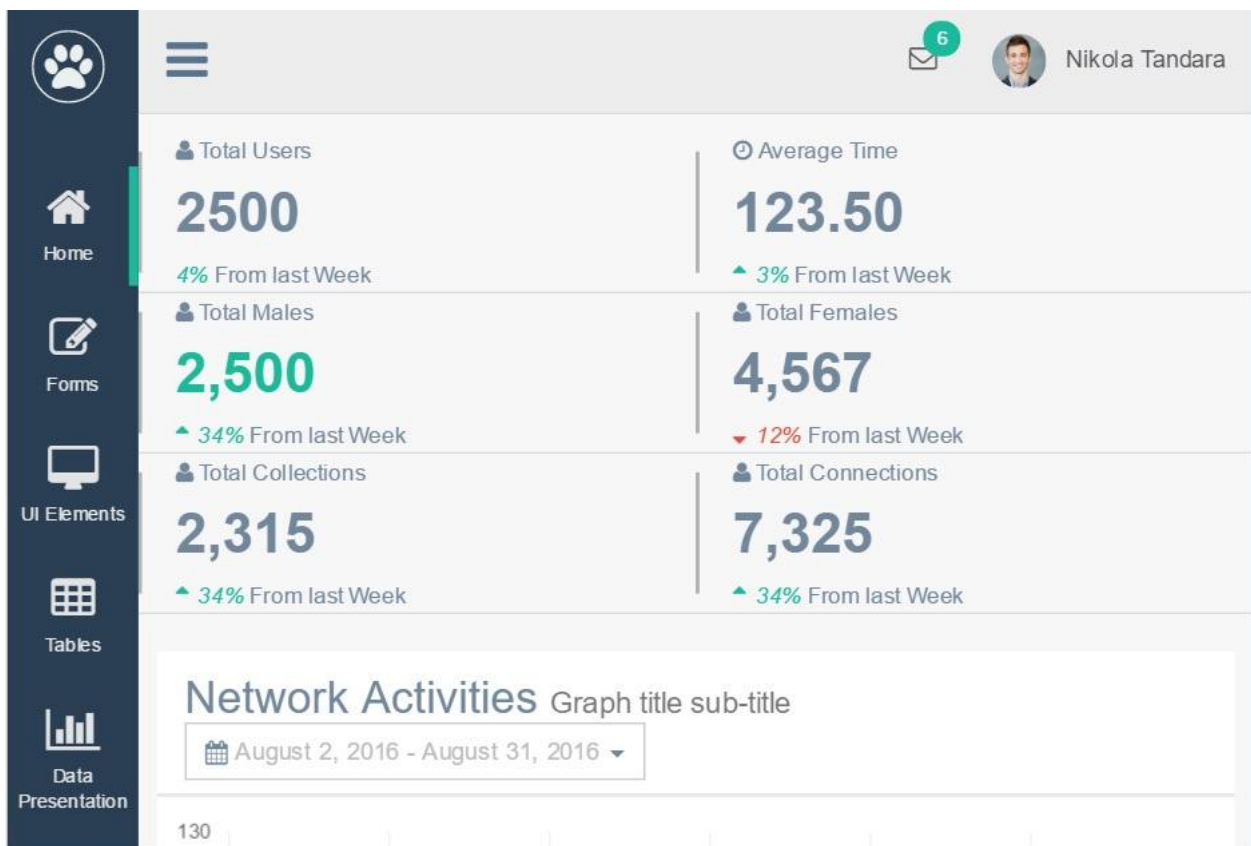 6
Nikola Tandara
Home
Forms
UI Elements
Tables
Data
Presentation
Total Users
2500
4% From last Week
Average Time
123.50
3% From last Week
Total Males
2,500
34% From last Week
Total Females
4,567
12% From last Week
Total Collections
2,315
34% From last Week
Total Connections
7,325
34% From last Week
Network Activities Graph title sub-title
August 2, 2016 - August 31, 2016
130